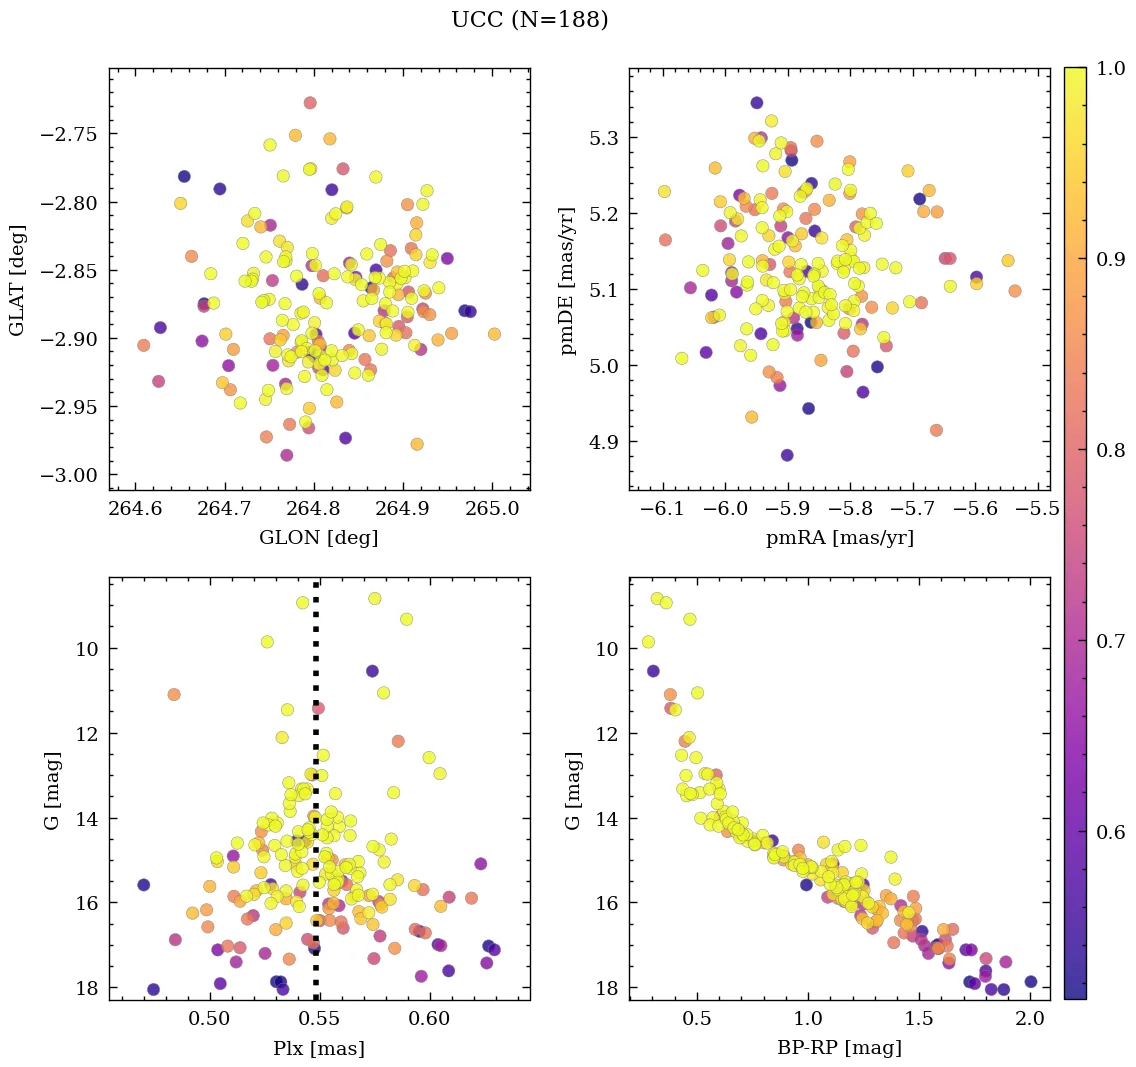 UCC (N=188)
−2.75
−2.80
−2.85
−2.90
−2.95
−3.00
GLAT [deg]
264.6 264.7 264.8 264.9 265.0
GLON [deg]
5.3
5.2
5.1
5.0
4.9
pmDE [mas/yr]
−6.1 −6.0 −5.9 −5.8 −5.7 −5.6 −5.5
pmRA [mas/yr]
1.0
0.9
0.8
0.7
0.6
10
12
14
16
18
G [mag]
0.50 0.55 0.60
Plx [mas]
10
12
14
16
18
G [mag]
0.5 1.0 1.5 2.0
BP-RP [mag]